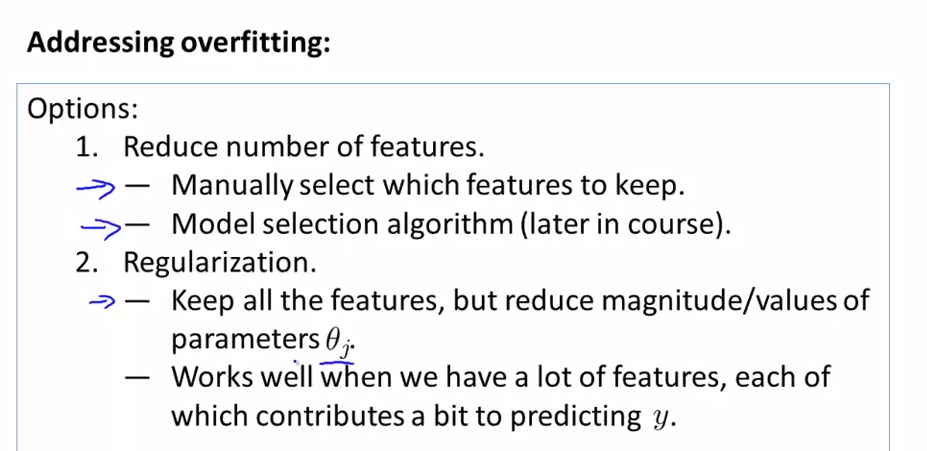 Addressing overfitting:
Options:
1. Reduce number of features.
— Manually select which features to keep.
— Model selection algorithm (later in course).
2. Regularization.
— Keep all the features, but reduce magnitude/values of
parameters θⱼ.
— Works well when we have a lot of features, each of
which contributes a bit to predicting y.